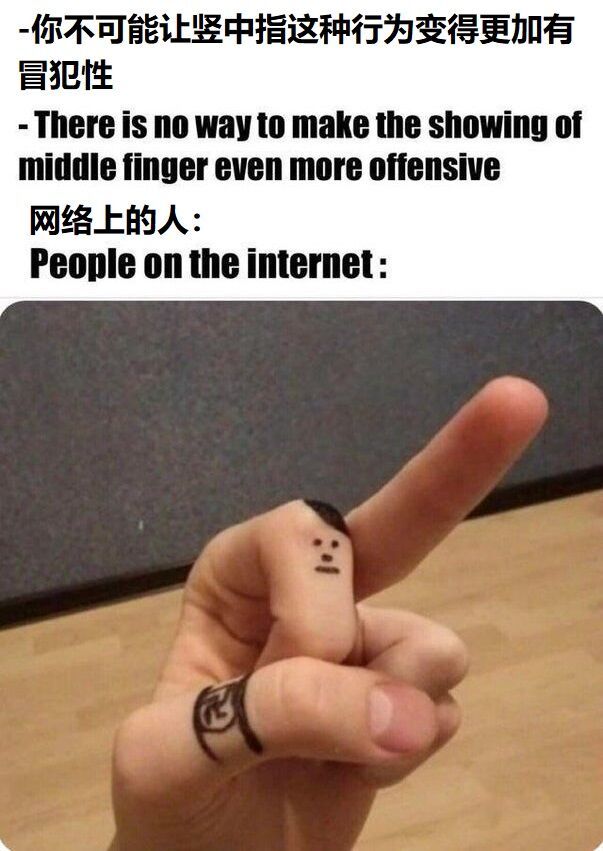 -你不可能让竖中指这种行为变得更加有
冒犯性
- There is no way to make the showing of
middle finger even more offensive
网络上的人：
People on the internet :